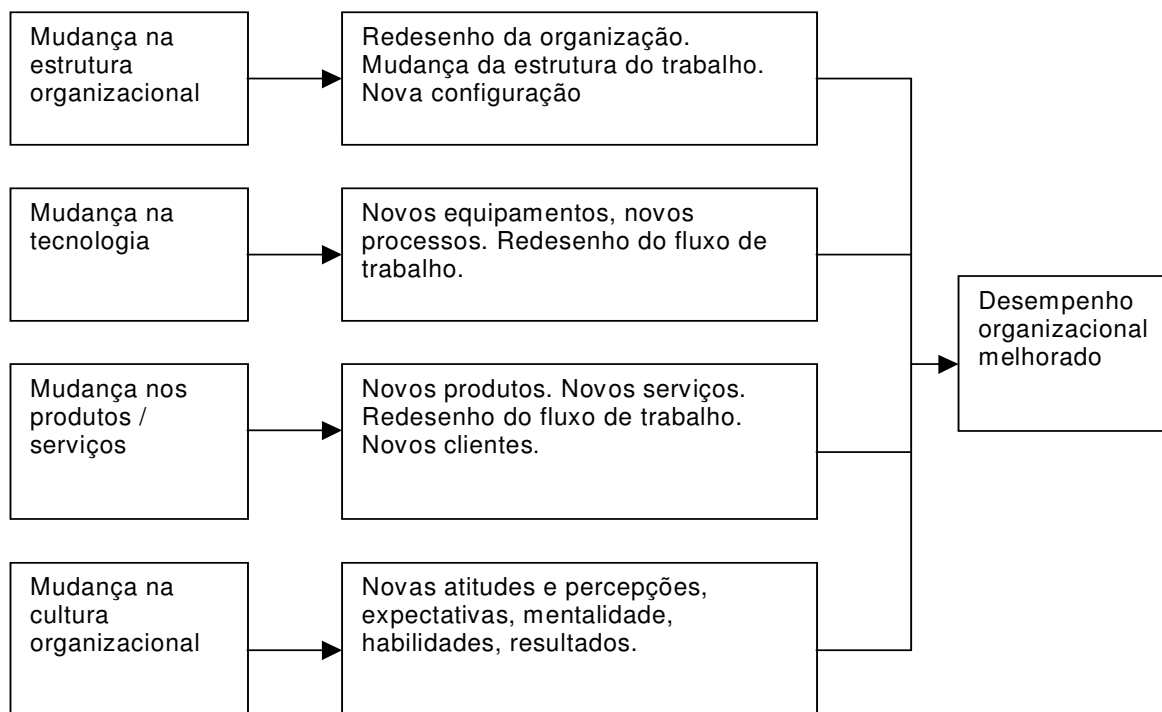 Mudança na
estrutura
organizacional
Redesenho da organização.
Mudança da estrutura do trabalho.
Nova configuração
Mudança na
tecnologia
Novos equipamentos, novos
processos. Redesenho do fluxo de
trabalho.
Mudança nos
produtos /
serviços
Novos produtos. Novos serviços.
Redesenho do fluxo de trabalho.
Novos clientes.
Mudança na
cultura
organizacional
Novas atitudes e percepções,
expectativas, mentalidade,
habilidades, resultados.
Desempenho
organizacional
melhorado